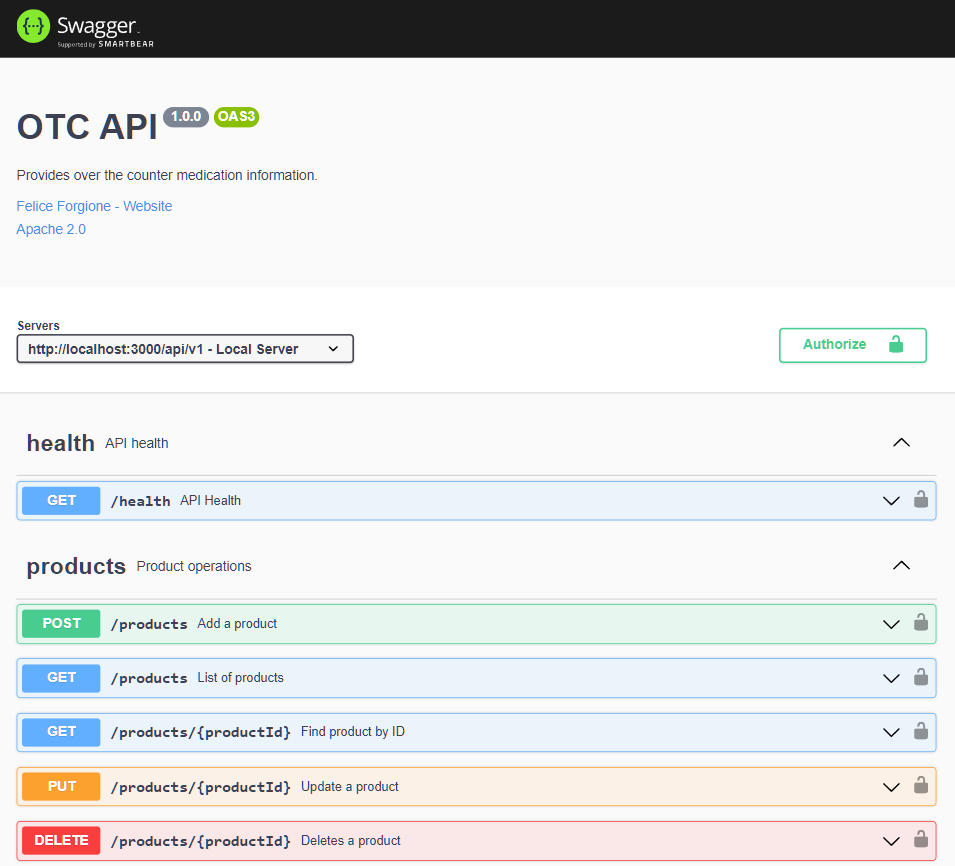 {···} Swagger.
Supported by SMARTBEAR
OTC API 1.0.0 OAS3
Provides over the counter medication information.
Felice Forgione - Website
Apache 2.0
Servers
http://localhost:3000/api/v1 - Local Server
Authorize
health API health
GET /health API Health
products Product operations
POST /products Add a product
GET /products List of products
GET /products/{productId} Find product by ID
PUT /products/{productId} Update a product
DELETE /products/{productId} Deletes a product